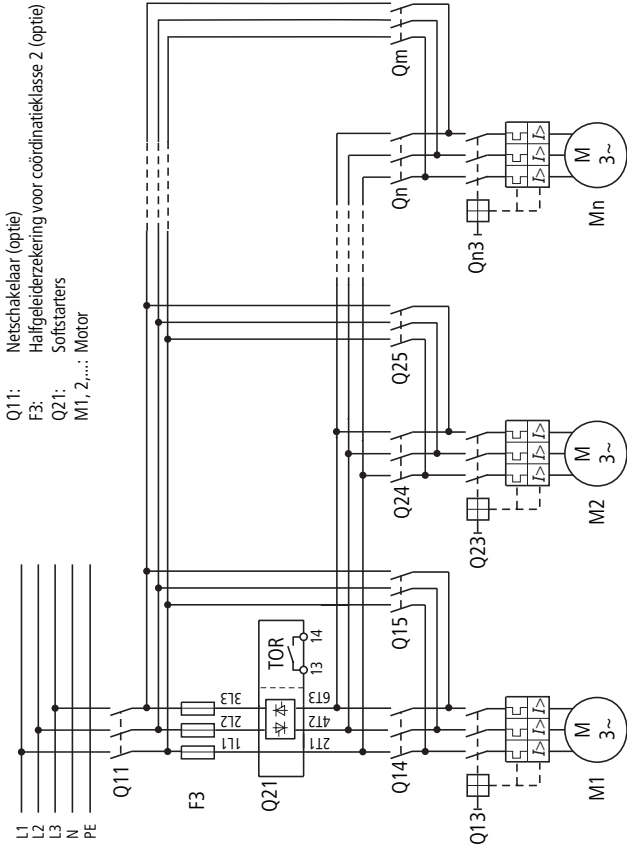 Q11: Netschakelaar (optie)
F3: Halfgeleiderzekering voor coördinatieklasse 2 (optie)
Q21: Softstarters
M1, 2,...: Motor
L1
L2
L3
N
PE
Q11
F3
1L1
2L2
3L3
Q21
TOR
13
14
2T1
4T2
6T3
Q14
Q15
Q24
Q25
Qn
Qm
Q13
Q23
Qn3
I> I> I>
I> I> I>
I> I> I>
M
3~
M1
M
3~
M2
M
3~
Mn